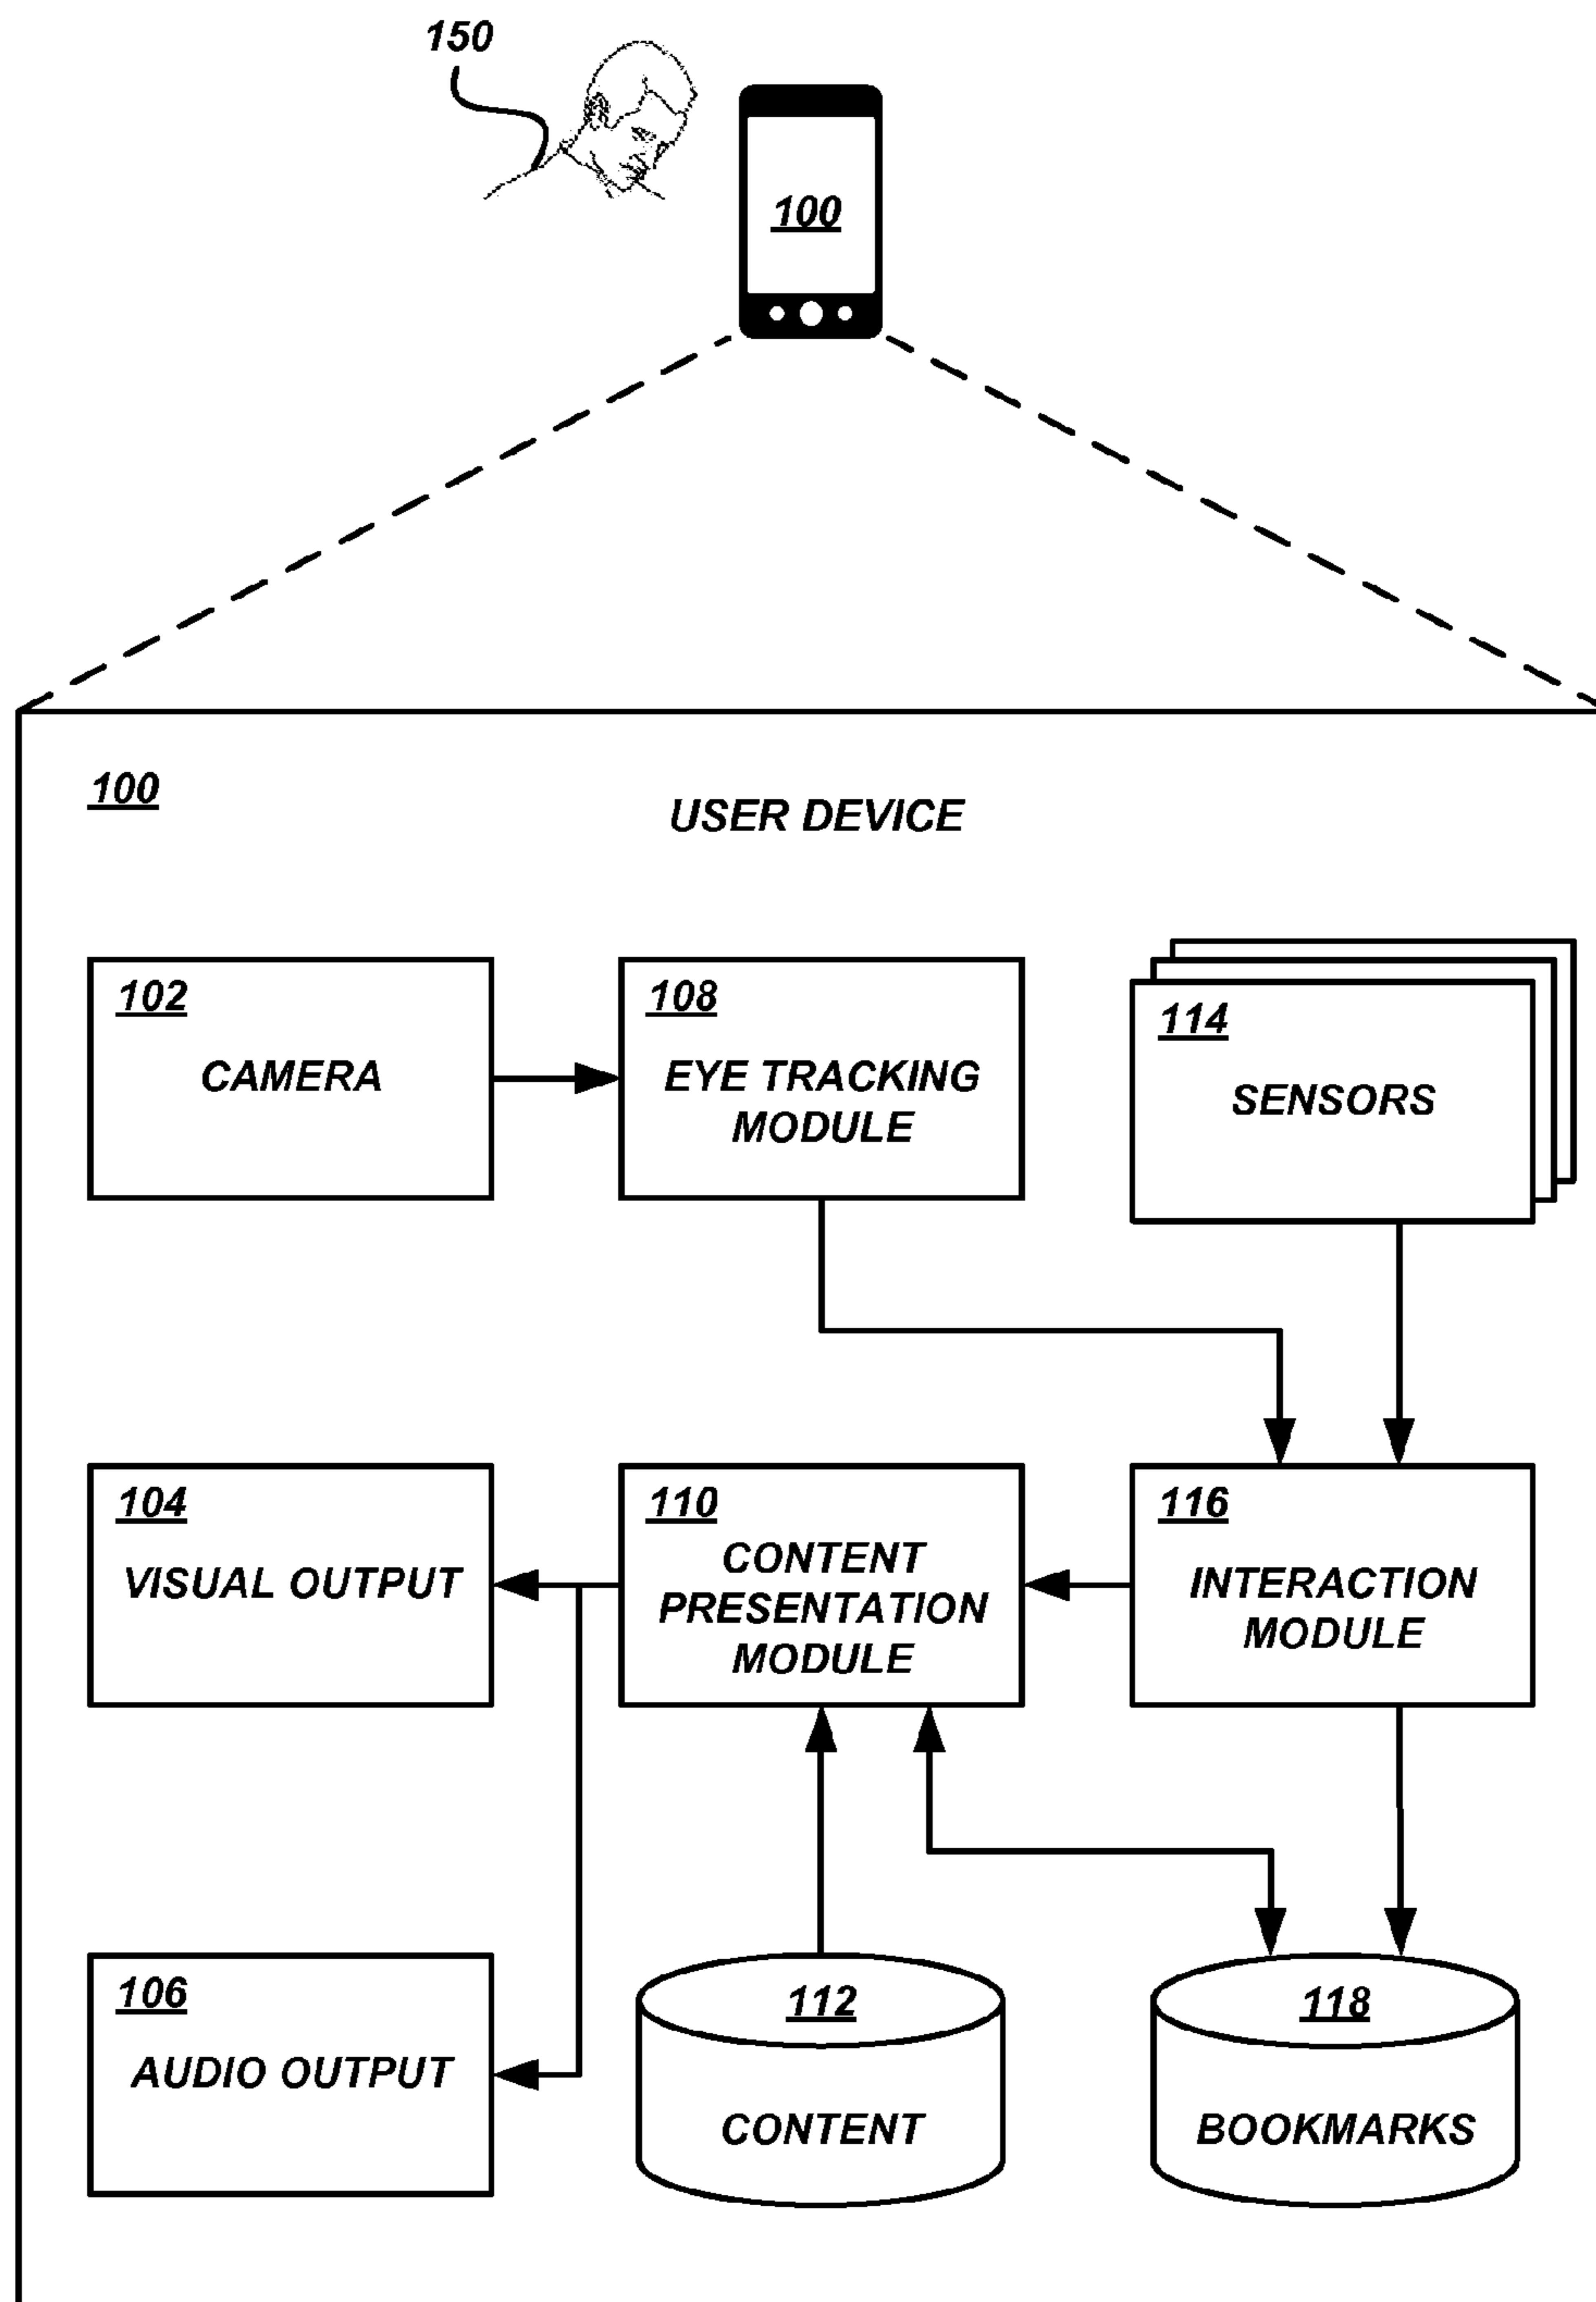 150
100
100
USER DEVICE
102
CAMERA
108
EYE TRACKING
MODULE
114
SENSORS
104
VISUAL OUTPUT
110
CONTENT
PRESENTATION
MODULE
116
INTERACTION
MODULE
106
AUDIO OUTPUT
112
CONTENT
118
BOOKMARKS